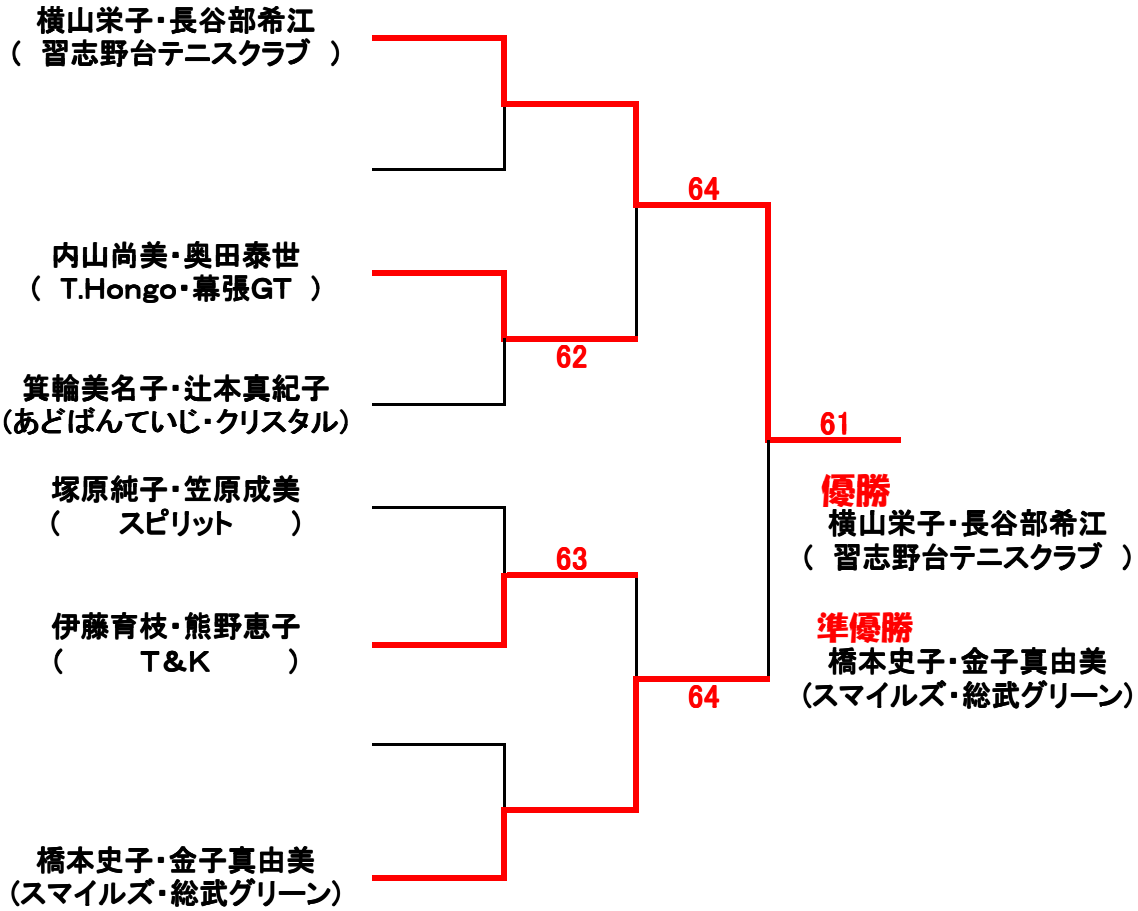 横山栄子・長谷部希江
(　習志野台テニスクラブ　)
64
内山尚美・奥田泰世
(　T.Hongo・幕張GT　)
62
箕輪美名子・辻本真紀子
(あどばんていじ・クリスタル)
61
塚原純子・笠原成美
(　　スピリット　　)
優勝
横山栄子・長谷部希江
(　習志野台テニスクラブ　)
63
伊藤育枝・熊野恵子
(　　　T&K　　　)
準優勝
橋本史子・金子真由美
(スマイルズ・総武グリーン)
64
橋本史子・金子真由美
(スマイルズ・総武グリーン)